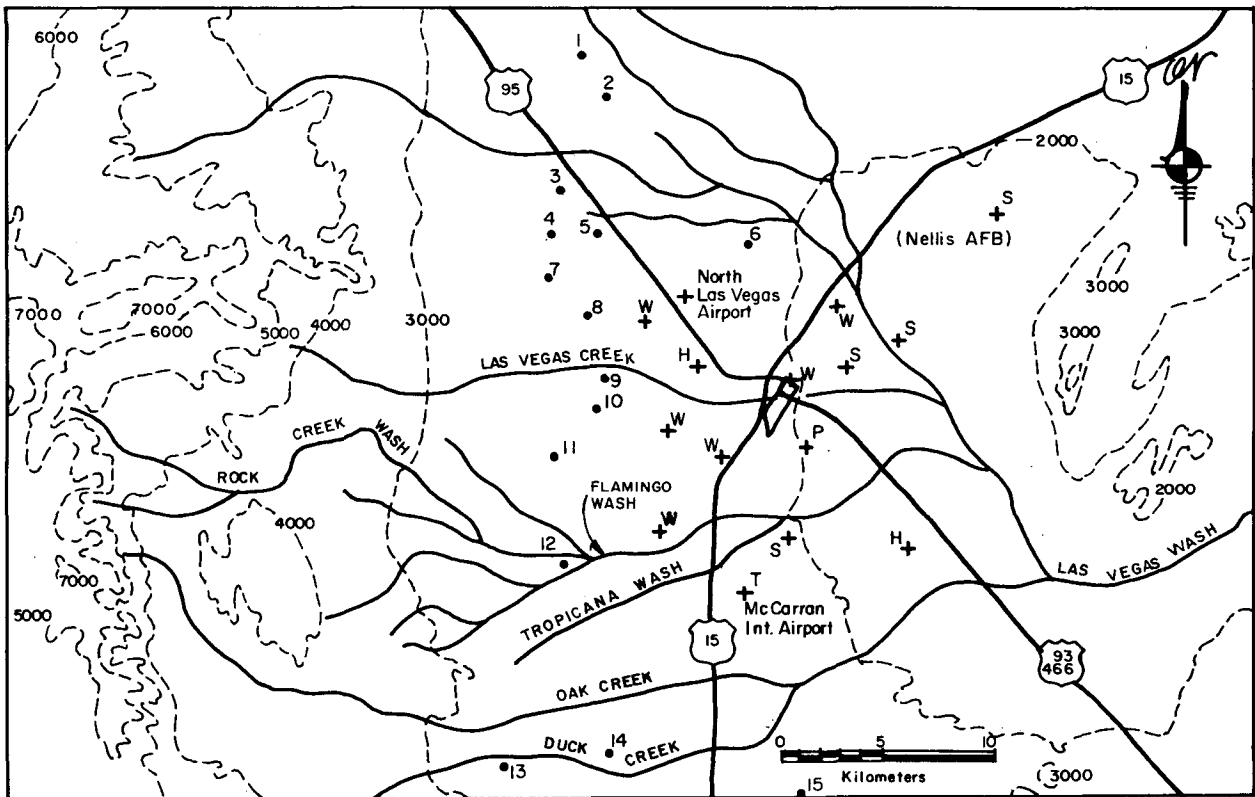 6000
95
1
2
15
N
2000
3
4
5
6
S
(Nellis AFB)
7
North
Las Vegas
Airport
8
W
W
S
3000
3000
7000
7000
6000
5000
4000
3000
LAS VEGAS CREEK
H
W
S
9
10
W
CREEK WASH
ROCK
11
W
P
FLAMINGO
WASH
2000
4000
W
12
S
H
LAS VEGAS WASH
7000
5000
TROPICANA WASH
T
McCarran
Int. Airport
15
93
466
OAK CREEK
DUCK CREEK
14
13
0 5 10
Kilometers
15
3000